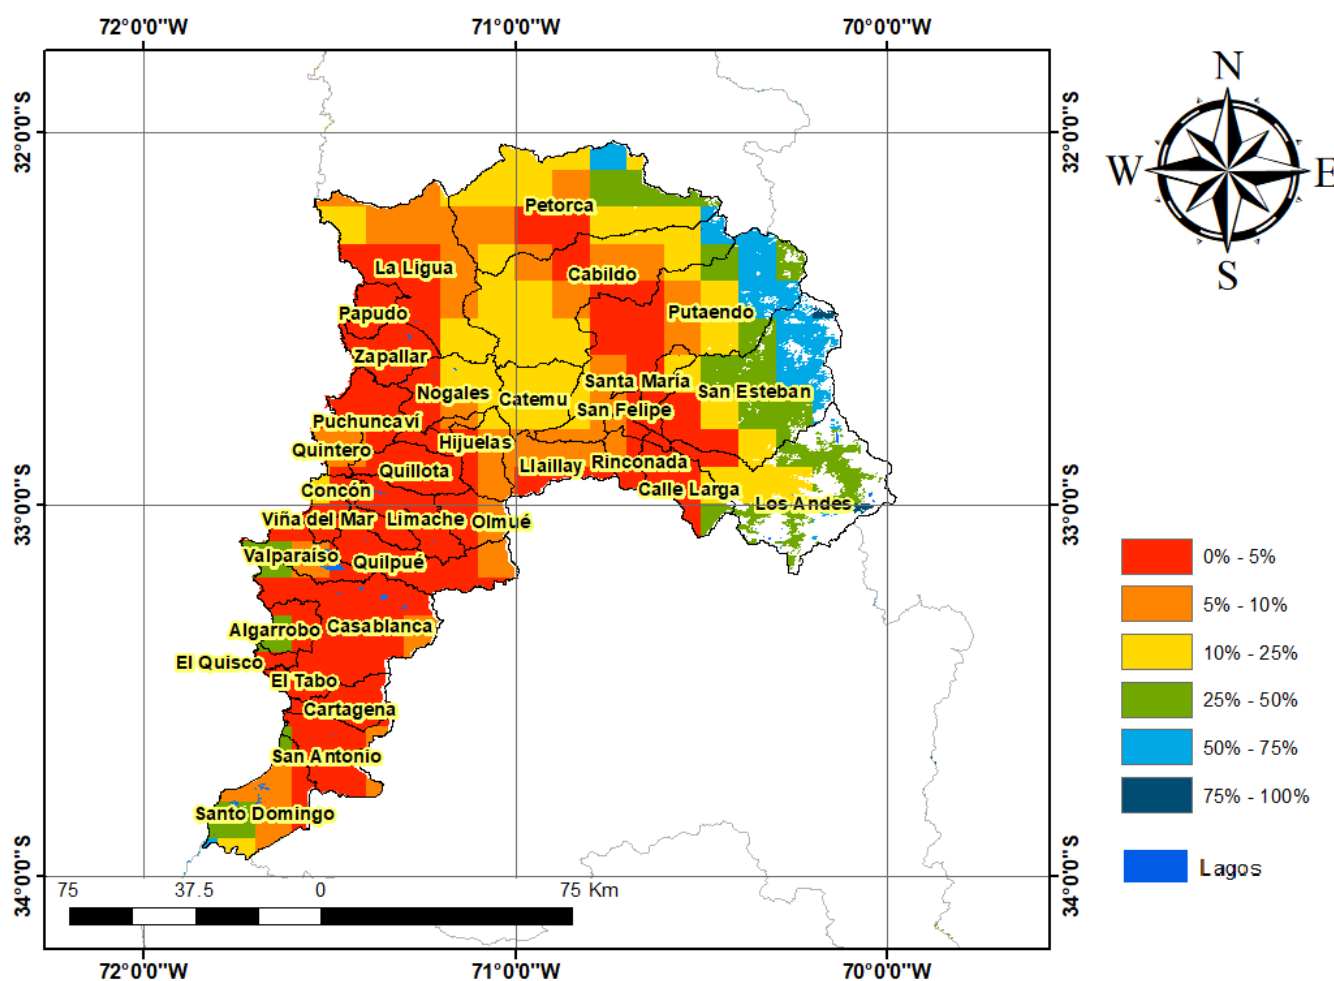 72°0'0"W 71°0'0"W 70°0'0"W
N
W E
S
32°0'0"S 32°0'0"S
Petorca
La Ligua
Cabildo
Papudo
Putaendo
Zapallar
Santa María
Nogales
San Esteban
Catemu
San Felipe
Puchuncaví
Hijuelas
Quintero
Llaillay
Rinconada
Quillota
Concón
Calle Larga
Los Andes
33°0'0"S 33°0'0"S
Viña del Mar
Limache
Olmué
Valparaíso
Quilpué
Algarrobo
Casablanca
El Quisco
El Tabo
Cartagena
San Antonio
Santo Domingo
0% - 5%
5% - 10%
10% - 25%
25% - 50%
50% - 75%
75% - 100%
Lagos
34°0'0"S 34°0'0"S
75 37.5 0 75 Km
72°0'0"W 71°0'0"W 70°0'0"W